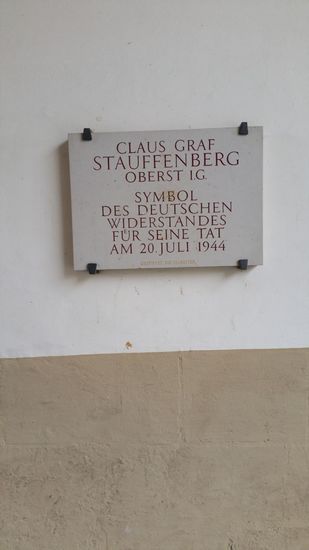 CLAUS GRAF
STAUFFENBERG
OBERST I.G.
SYMBOL
DES DEUTSCHEN
WIDERSTANDES
FÜR SEINE TAT
AM 20. JULI 1944